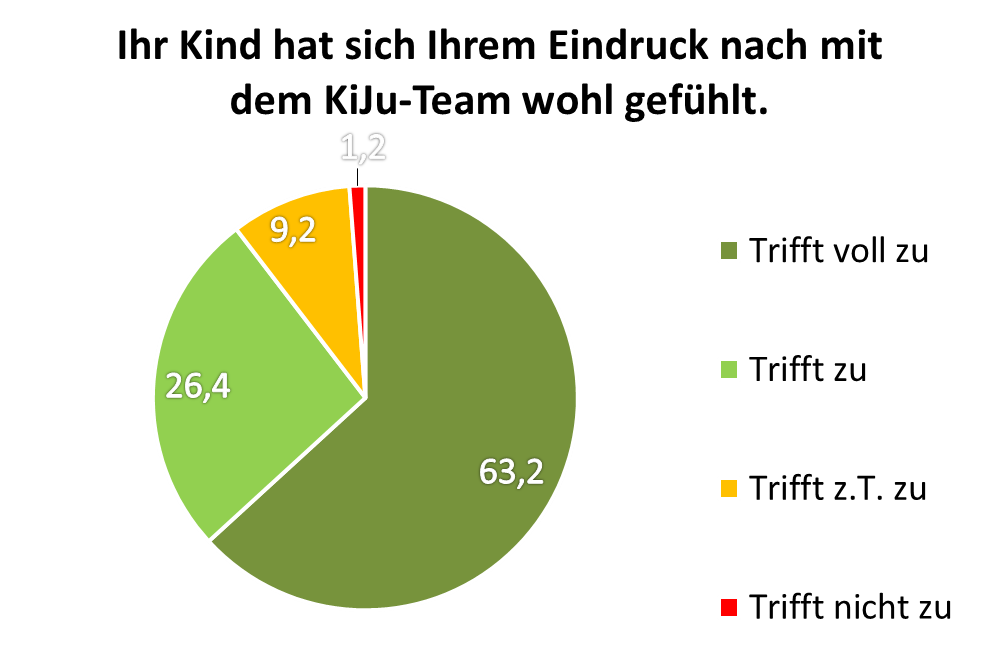 Ihr Kind hat sich Ihrem Eindruck nach mit
dem KiJu-Team wohl gefühlt.
1,2
9,2
26,4
63,2
Trifft voll zu
Trifft zu
Trifft z.T. zu
Trifft nicht zu